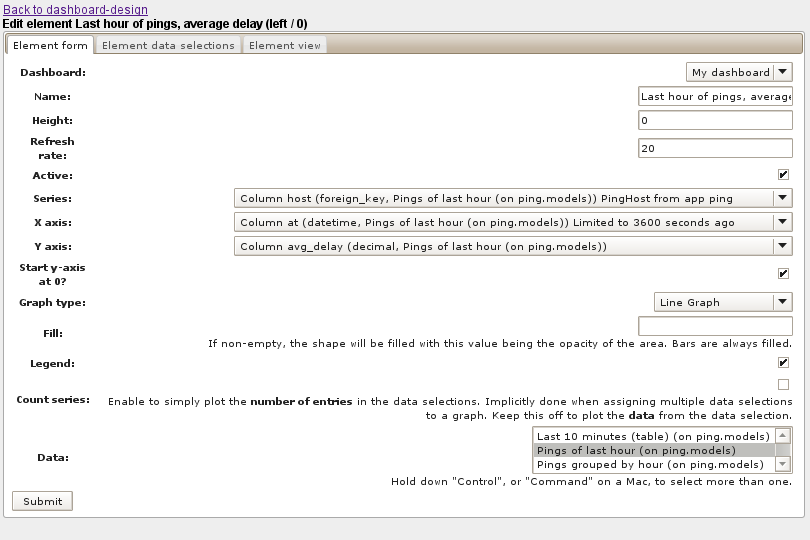 Back to dashboard-design
Edit element Last hour of pings, average delay (left / 0)
Element form
Element data selections
Element view
Dashboard:
My dashboard
Name:
Last hour of pings, average
Height:
0
Refresh
rate:
20
Active:
Series:
Column host (foreign_key, Pings of last hour (on ping.models)) PingHost from app ping
X axis:
Column at (datetime, Pings of last hour (on ping.models)) Limited to 3600 seconds ago
Y axis:
Column avg_delay (decimal, Pings of last hour (on ping.models))
Start y-axis
at 0?
Graph type:
Line Graph
Fill:
If non-empty, the shape will be filled with this value being the opacity of the area. Bars are always filled.
Legend:
Count series:
Enable to simply plot the number of entries in the data selections. Implicitly done when assigning multiple data selections
to a graph. Keep this off to plot the data from the data selection.
Data:
Last 10 minutes (table) (on ping.models)
Pings of last hour (on ping.models)
Pings grouped by hour (on ping.models)
Hold down "Control", or "Command" on a Mac, to select more than one.
Submit